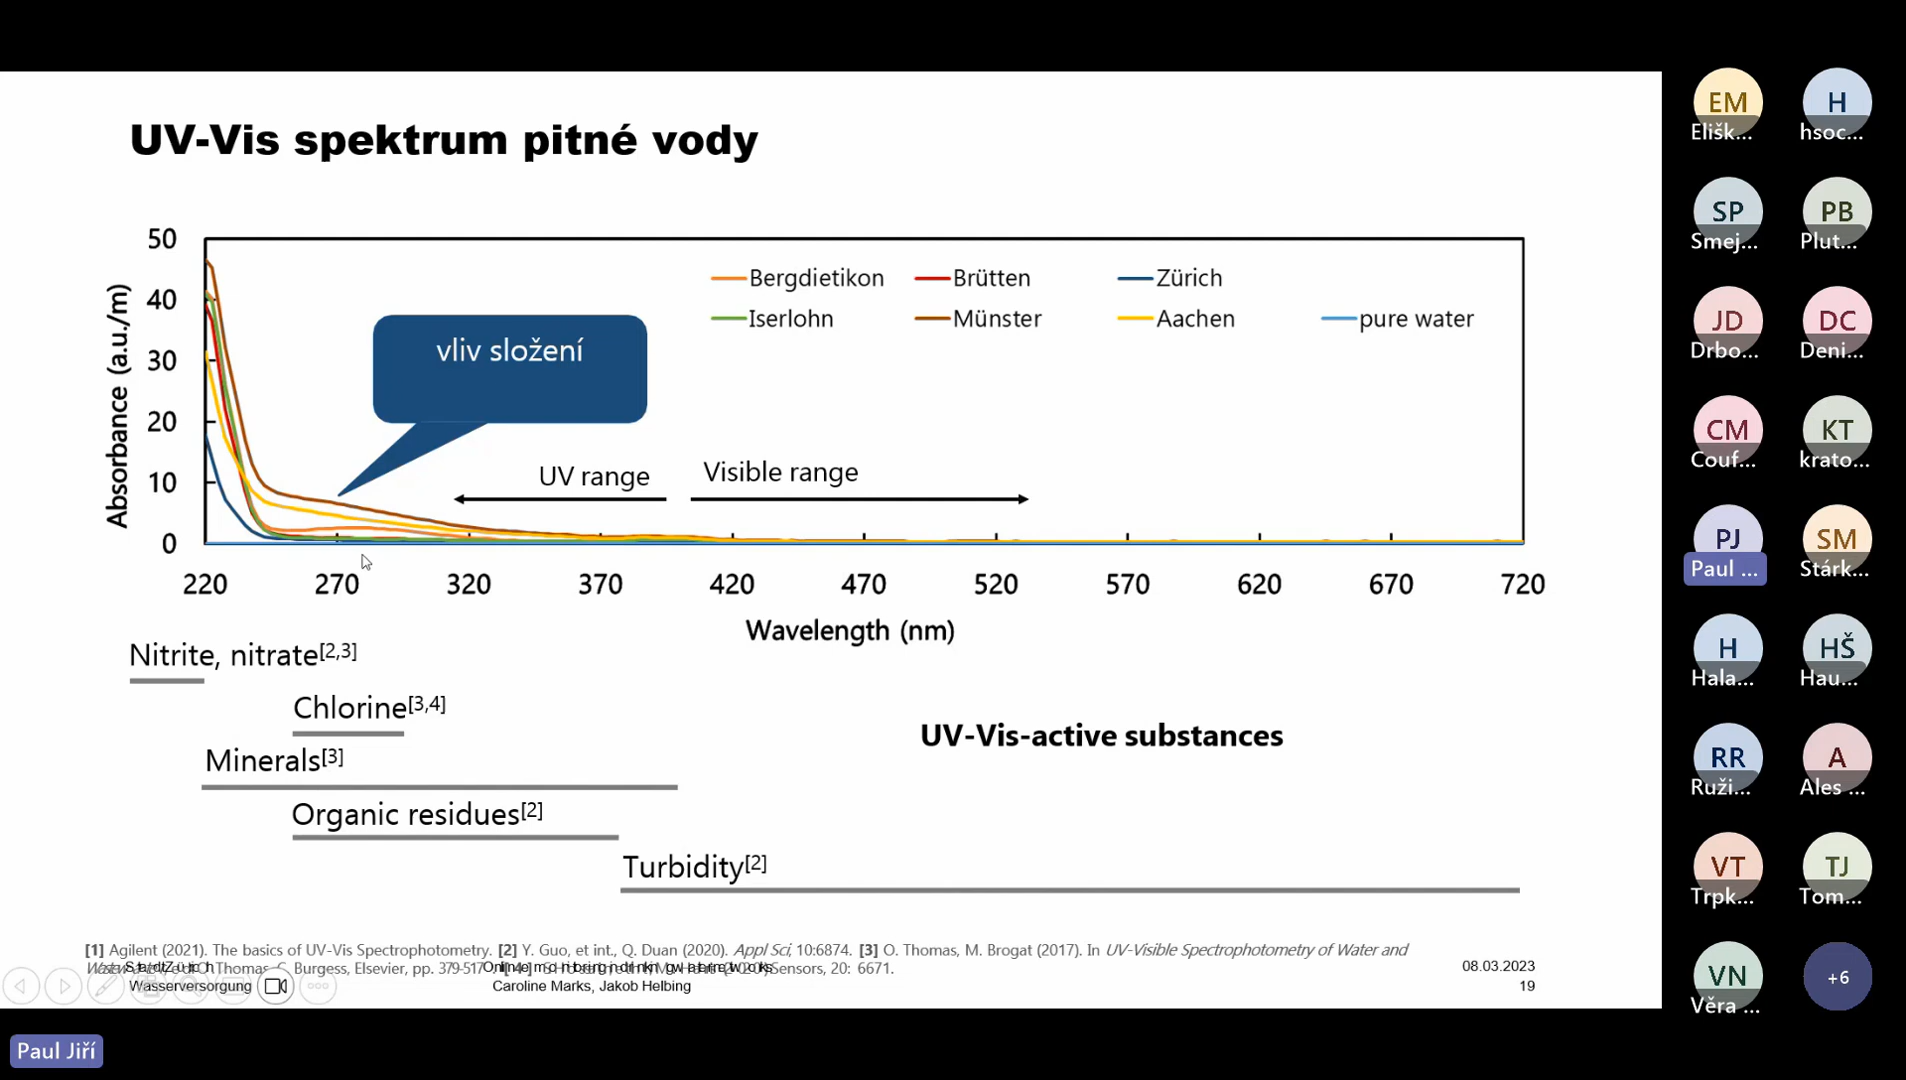 UV-Vis spektrum pitné vody
50
40
30
20
10
0
Absorbance (a.u./m)
Bergdietikon Brütten Zürich
Iserlohn Münster Aachen pure water
vliv složení
UV range Visible range
220 270 320 370 420 470 520 570 620 670 720
Wavelength (nm)
Nitrite, nitrate[2,3]
Chlorine[3,4]
Minerals[3]
Organic residues[2]
Turbidity[2]
UV-Vis-active substances
[1] Agilent (2021). The basics of UV-Vis Spectrophotometry. [2] Y. Guo, et int., Q. Duan (2020). Appl Sci, 10:6874. [3] O. Thomas, M. Brogat (2017). In UV-Visible Spectrophotometry of Water and
Thomas, C. Burgess, Elsevier, pp. 379-517 Sensors, 20: 6671.
Stadt Zürich
Wasserversorgung
Caroline Marks, Jakob Helbing
08.03.2023
19
EM
Elišk...
H
hsoc...
SP
Smej...
PB
Plut...
JD
Drbo...
DC
Deni...
CM
Couf...
KT
krato...
PJ
Paul ...
SM
Stárk...
H
Hala...
HŠ
Hau...
RR
Ruži...
A
Ales ...
VT
Trpk...
TJ
Tom...
VN
Věra ...
+6
Paul Jiří